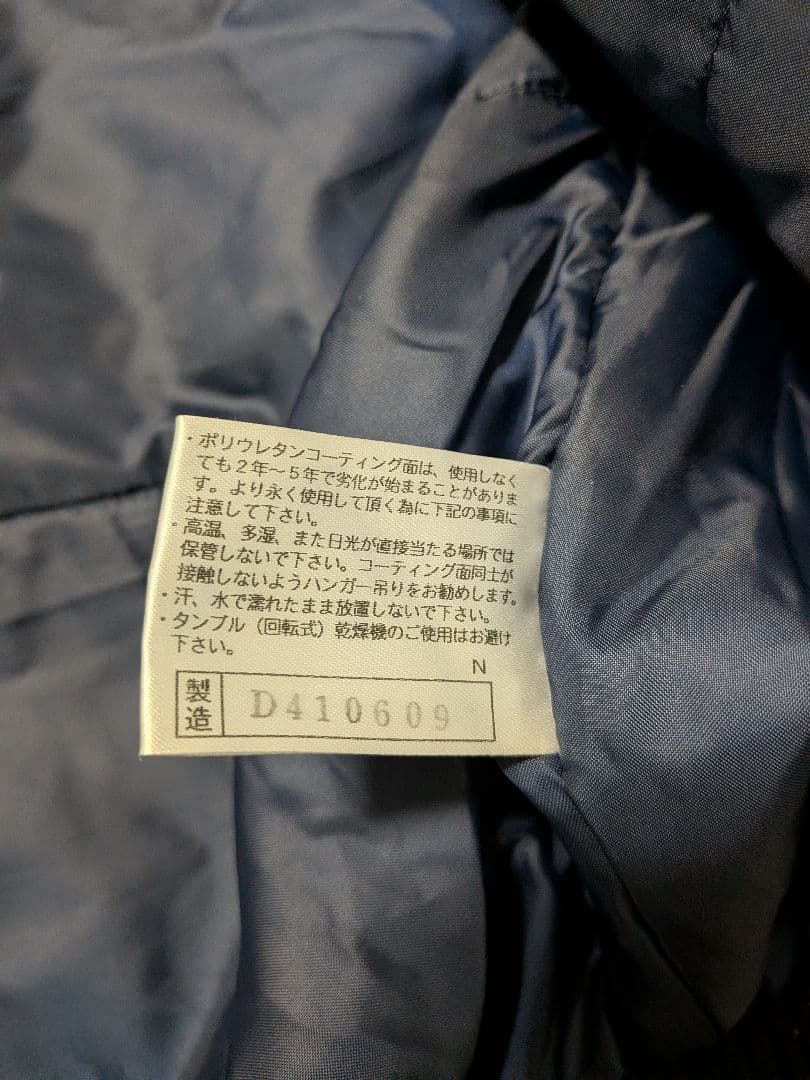 ・ポリウレタンコーティング面は、使用しなく
ても２年～５年で劣化が始まることがありま
す。より永く使用して頂く為に下記の事項に
注意して下さい。
・高温、多湿、また日光が直接当たる場所では
保管しないで下さい。コーティング面同士が
接触しないようハンガー吊りをお勧めします。
・汗、水で濡れたまま放置しないで下さい。
・タンブル（回転式）乾燥機のご使用はお避け
下さい。
N
製造 D410609